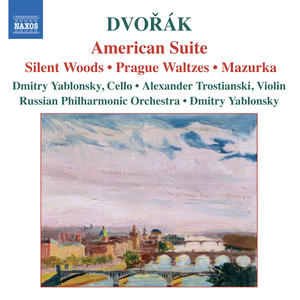 NAXOS
DVOŘÁK
American Suite
Silent Woods • Prague Waltzes • Mazurka
Dmitry Yablonsky, Cello • Alexander Trostianski, Violin
Russian Philharmonic Orchestra • Dmitry Yablonsky